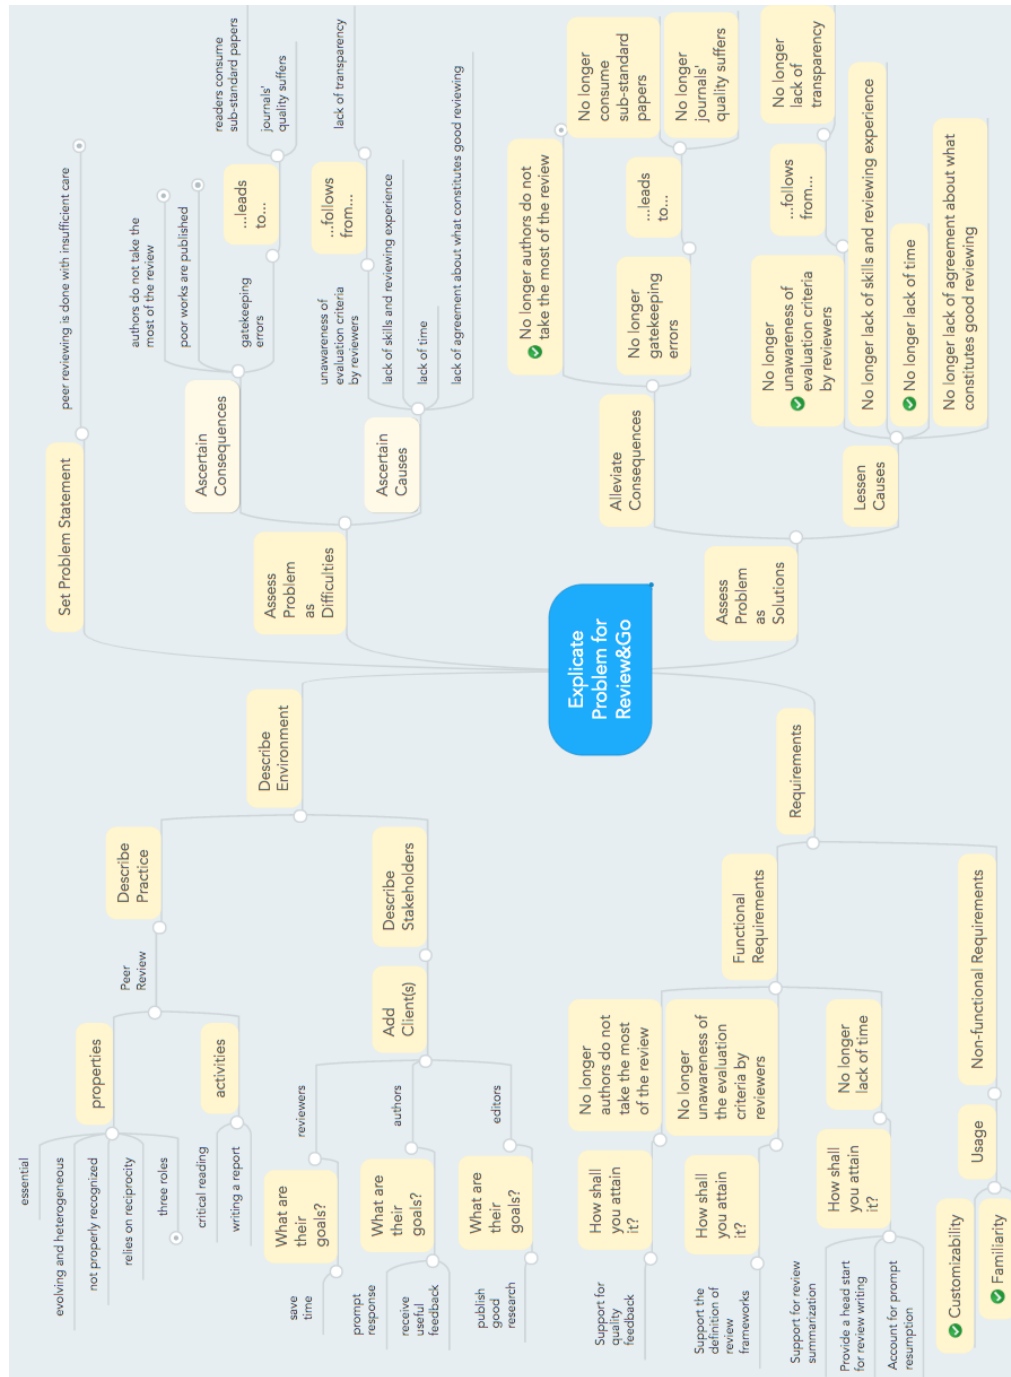 Explicate
Problem for
Review&Go
Set Problem Statement
peer reviewing is done with insufficient care
Assess
Problem
as
Difficulties
Ascertain
Consequences
authors do not take the
most of the review
poor works are published
gatekeeping
errors
...leads
to...
readers consume
sub-standard papers
journals'
quality suffers
Ascertain
Causes
unawareness of
evaluation criteria
by reviewers
...follows
from...
lack of transparency
lack of skills and reviewing experience
lack of time
lack of agreement about what constitutes good reviewing
Assess
Problem
as
Solutions
Alleviate
Consequences
No longer authors do not
take the most of the review
No longer
gatekeeping
errors
...leads
to...
No longer
consume
sub-standard
papers
No longer
journals'
quality suffers
Lessen
Causes
No longer
unawareness of
evaluation criteria
by reviewers
...follows
from...
No longer
lack of
transparency
No longer lack of skills and reviewing experience
No longer lack of time
No longer lack of agreement about what
constitutes good reviewing
Describe
Environment
Describe
Practice
Peer
Review
properties
essential
evolving and heterogeneous
not properly recognized
relies on reciprocity
three roles
activities
critical reading
writing a report
Describe
Stakeholders
Add
Client(s)
reviewers
What are
their
goals?
save
time
authors
What are
their
goals?
prompt
response
receive
useful
feedback
editors
What are
their
goals?
publish
good
research
Requirements
Functional
Requirements
No longer
authors do not
take the most
of the review
How shall
you attain
it?
Support for
quality
feedback
No longer
unawareness of
the evaluation
criteria by
reviewers
How shall
you attain
it?
Support the
definition of
review
frameworks
No longer
lack of time
How shall
you attain
it?
Support for review
summarization
Provide a head start
for review writing
Account for prompt
resumption
Non-functional Requirements
Usage
Customizability
Familiarity